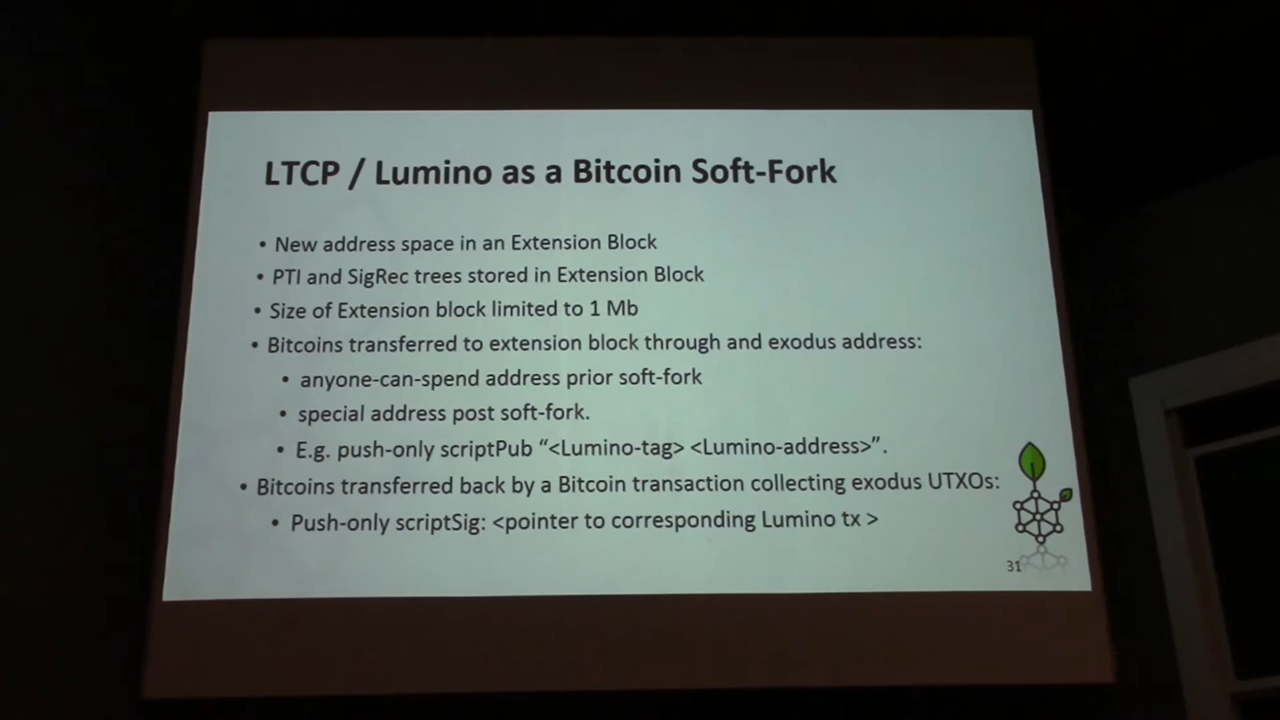 LTCP / Lumino as a Bitcoin Soft-Fork
• New address space in an Extension Block
• PTI and SigRec trees stored in Extension Block
• Size of Extension block limited to 1 Mb
• Bitcoins transferred to extension block through and exodus address:
• anyone-can-spend address prior soft-fork
• special address post soft-fork.
• E.g. push-only scriptPub “<Lumino-tag> <Lumino-address>”.
• Bitcoins transferred back by a Bitcoin transaction collecting exodus UTXOs:
• Push-only scriptSig: <pointer to corresponding Lumino tx >
31